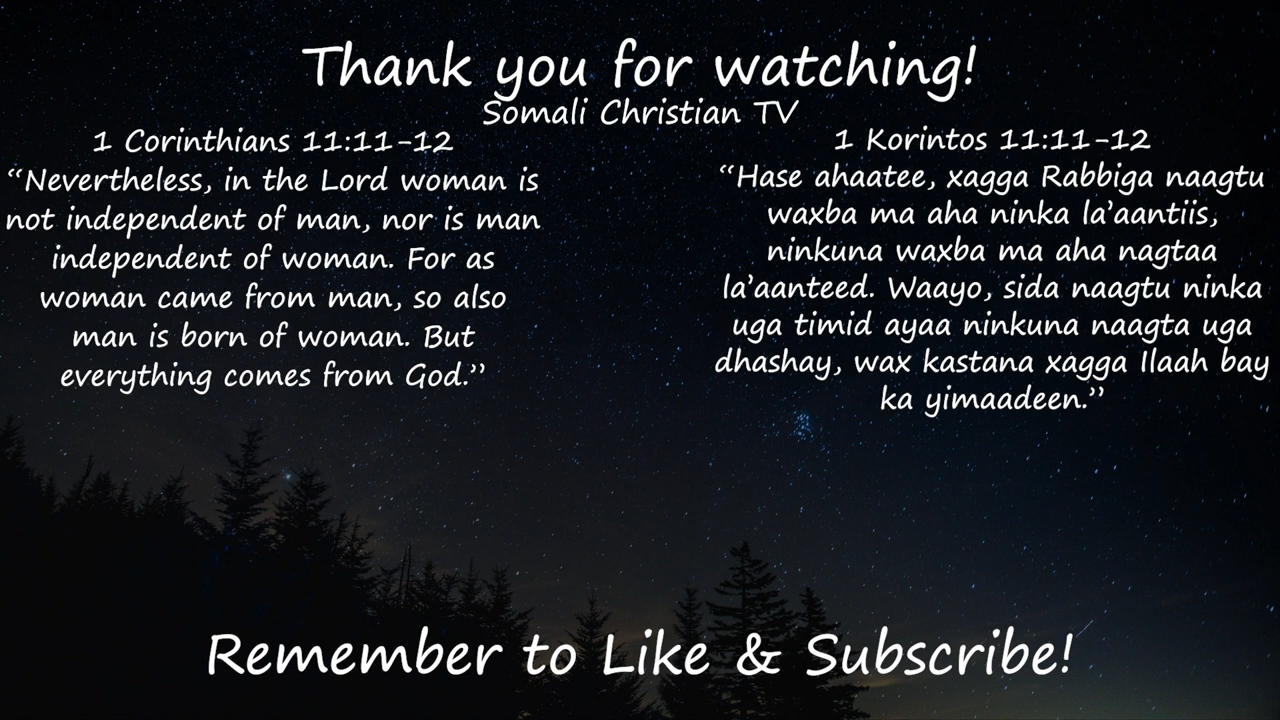 Thank you for watching!
Somali Christian TV
1 Corinthians 11:11-12
“Nevertheless, in the Lord woman is
not independent of man, nor is man
independent of woman. For as
woman came from man, so also
man is born of woman. But
everything comes from God.”
1 Korintos 11:11-12
“Hase ahaatee, xagga Rabbiga naagtu
waxba ma aha ninka la’aantiis,
ninkuna waxba ma aha nagtaa
la’aanteed. Waayo, sida naagtu ninka
uga timid ayaa ninkuna naagta uga
dhashay, wax kastana xagga Ilaah bay
ka yimaadeen.”
Remember to Like & Subscribe!